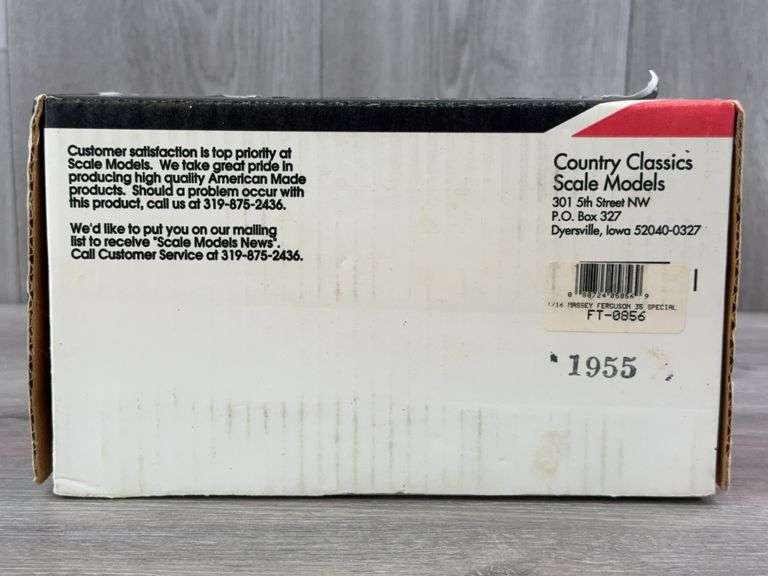 Customer satisfaction is top priority at
Scale Models. We take great pride in
producing high quality American Made
products. Should a problem occur with
this product, call us at 319-875-2436.
We'd like to put you on our mailing
list to receive "Scale Models News".
Call Customer Service at 319-875-2436.
Country Classics
Scale Models
301 5th Street NW
P.O. Box 327
Dyersville, Iowa 52040-0327
1/16 MASSEY FERGUSON 35 SPECIAL
FT-0856
1955